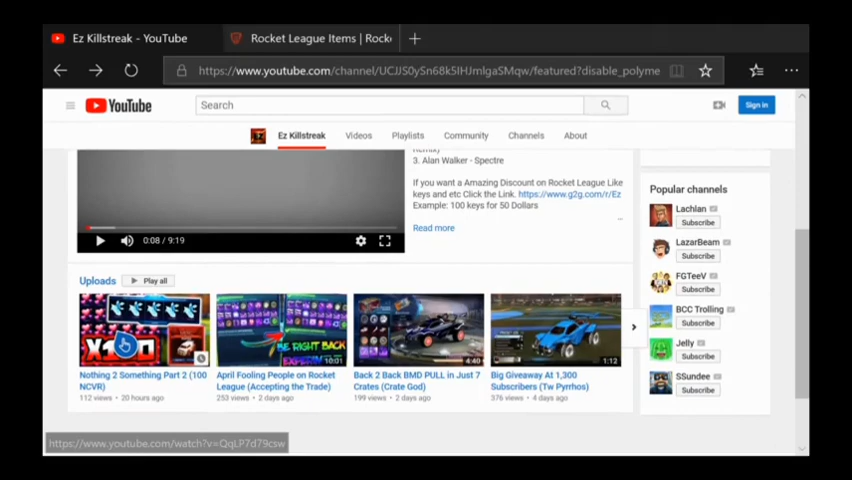 Ez Killstreak - YouTube
Rocket League Items | Rock
https://www.youtube.com/channel/UCJJS0ySn68k5IHJmlgaSMqw/featured?disable_polyme
YouTube
Search
Sign in
Ez Killstreak
Videos
Playlists
Community
Channels
About
Remix)
3. Alan Walker - Spectre
If you want a Amazing Discount on Rocket League Like
keys and etc Click the Link. https://www.g2g.com/r/Ez
Example: 100 keys for 50 Dollars
Read more
0:08 / 9:19
Popular channels
Lachlan
Subscribe
LazarBeam
Subscribe
FGTeeV
Subscribe
BCC Trolling
Subscribe
Jelly
Subscribe
SSundee
Subscribe
Uploads
Play all
X100
BE RIGHT BACK
10:01
4:40
1:12
Nothing 2 Something Part 2 (100
NCVR)
112 views • 20 hours ago
April Fooling People on Rocket
League (Accepting the Trade)
253 views • 2 days ago
Back 2 Back BMD PULL in Just 7
Crates (Crate God)
199 views • 2 days ago
Big Giveaway At 1,300
Subscribers (Tw Pyrrhos)
376 views • 4 days ago
https://www.youtube.com/watch?v=QqLP7d79csw